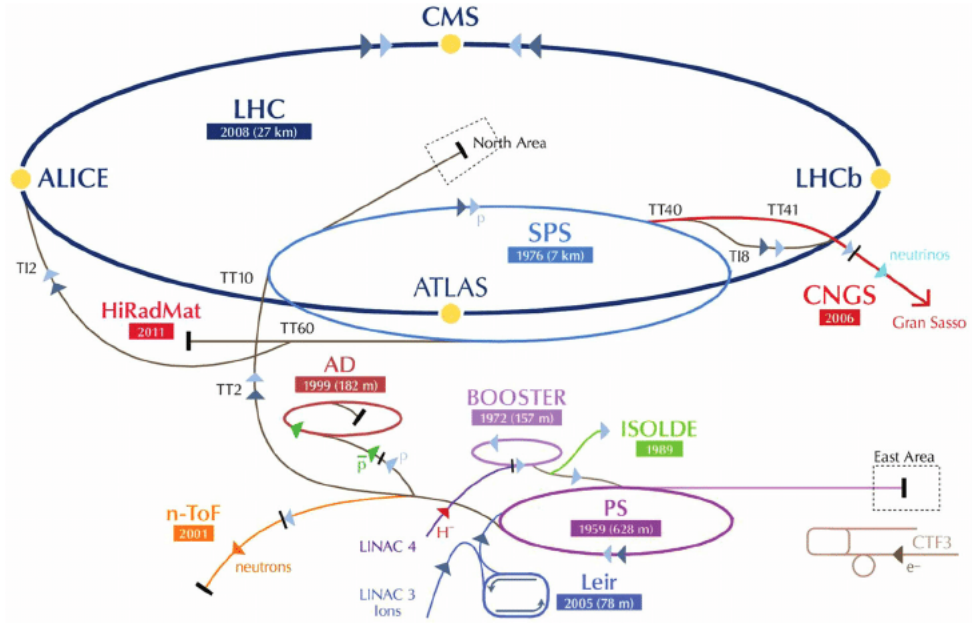 CMS
LHC
2008 (27 km)
North Area
ALICE
LHCb
TT40
TT41
p
SPS
1976 (7 km)
TI8
neutrinos
TI2
TT10
ATLAS
CNGS
2006
Gran Sasso
HiRadMat
2011
TT60
AD
1999 (182 m)
TT2
BOOSTER
1972 (157 m)
ISOLDE
1989
p̅
p
East Area
n-ToF
2001
PS
1959 (628 m)
H⁻
LINAC 4
neutrons
CTF3
e–
LINAC 3
Ions
Leir
2005 (78 m)